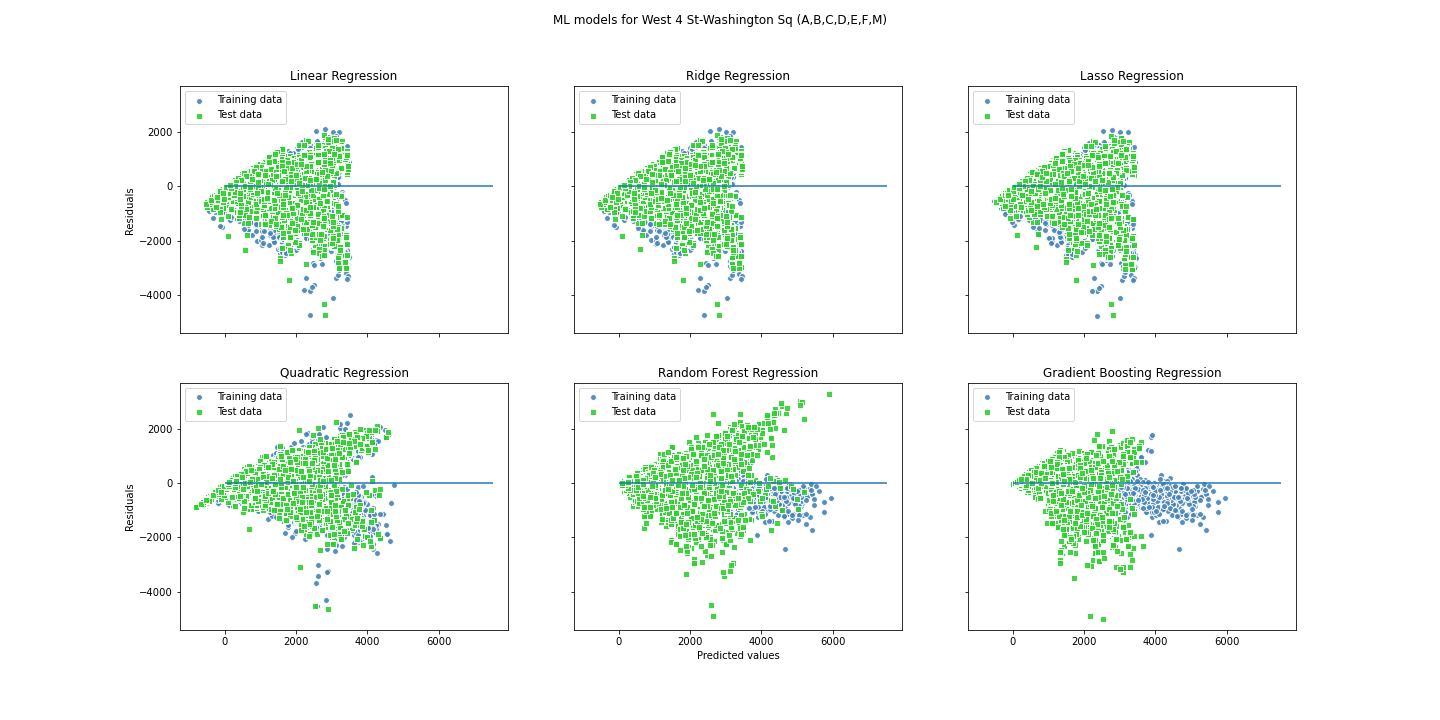 ML models for West 4 St-Washington Sq (A,B,C,D,E,F,M)
Linear Regression
Ridge Regression
Lasso Regression
Training data
Test data
Training data
Test data
Training data
Test data
Residuals
2000
0
−2000
−4000
Quadratic Regression
Random Forest Regression
Gradient Boosting Regression
Training data
Test data
Training data
Test data
Training data
Test data
Residuals
2000
0
−2000
−4000
0 2000 4000 6000
0 2000 4000 6000
0 2000 4000 6000
Predicted values